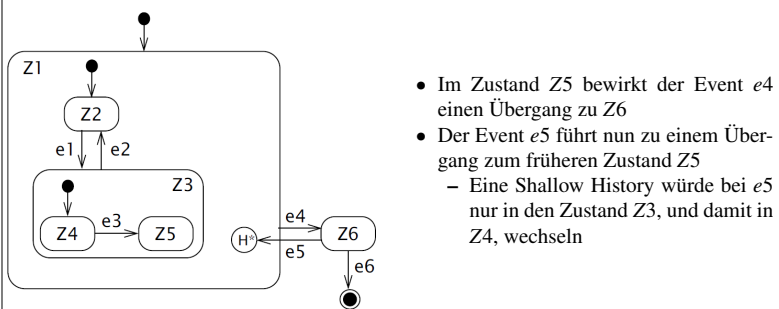 Z1
Z2
e1
e2
Z3
e3
Z4
Z5
e4
H*
Z6
e5
e6
• Im Zustand Z5 bewirkt der Event e4
einen Übergang zu Z6
• Der Event e5 führt nun zu einem Über-
gang zum früheren Zustand Z5
– Eine Shallow History würde bei e5
nur in den Zustand Z3, und damit in
Z4, wechseln